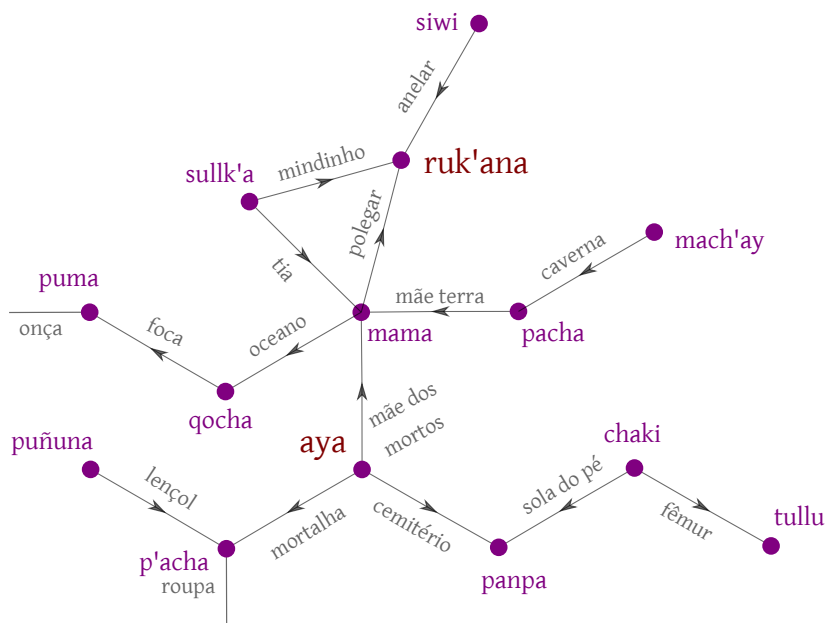 siwi
anelar
mindinho
ruk'ana
sullk'a
polegar
mach'ay
caverna
tia
puma
mãe terra
onça
foca
oceano
mama
pacha
qocha
mãe dos
mortos
puñuna
aya
chaki
lençol
sola do pé
mortalha
cemitério
fêmur
tullu
p'acha
roupa
panpa